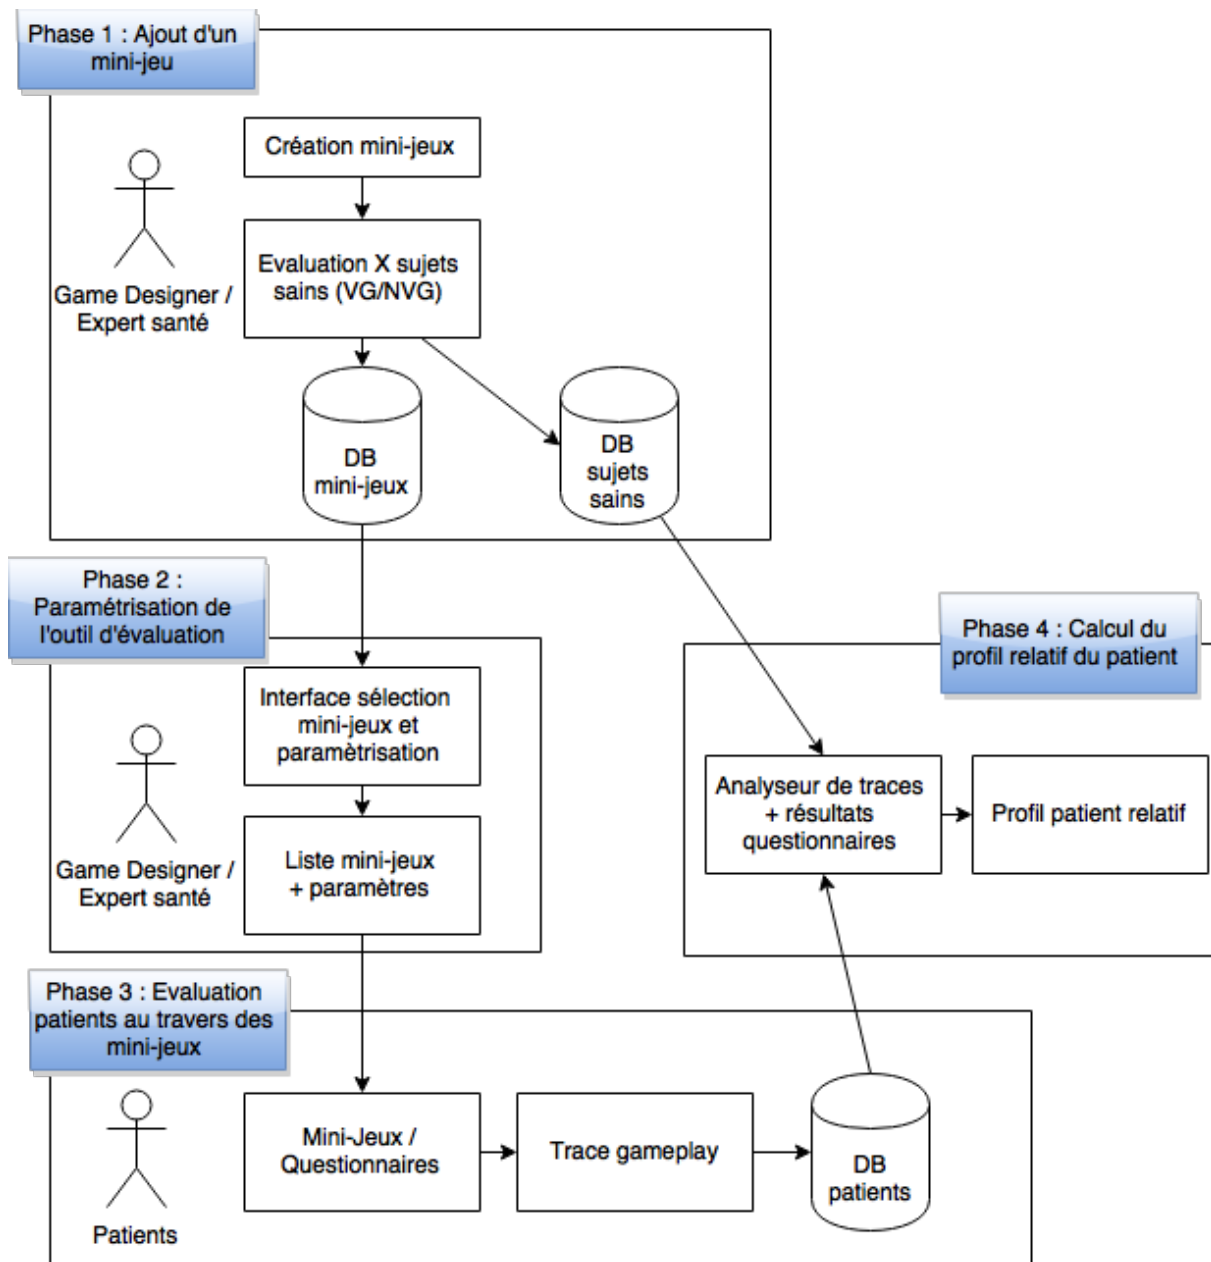 Phase 1 : Ajout d'un
mini-jeu
Création mini-jeux
Evaluation X sujets
sains (VG/NVG)
Game Designer /
Expert santé
DB
mini-jeux
DB
sujets
sains
Phase 2 :
Paramétrisation de
l'outil d'évaluation
Interface sélection
mini-jeux et
paramètrisation
Game Designer /
Expert santé
Liste mini-jeux
+ paramètres
Phase 4 : Calcul du
profil relatif du patient
Analyseur de traces
+ résultats
questionnaires
Profil patient relatif
Phase 3 : Evaluation
patients au travers des
mini-jeux
Patients
Mini-Jeux /
Questionnaires
Trace gameplay
DB
patients